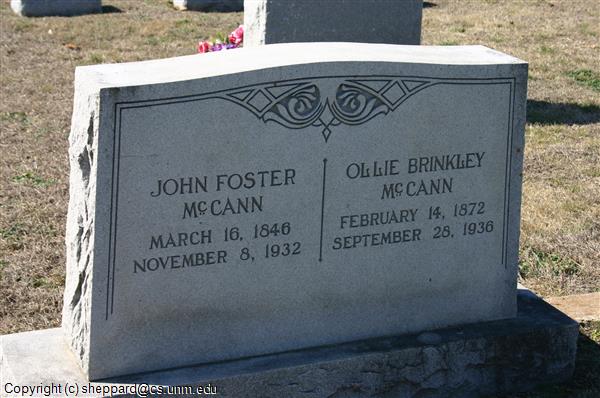 JOHN FOSTER
McCANN
MARCH 16, 1846
NOVEMBER 8, 1932
OLLIE BRINKLEY
McCANN
FEBRUARY 14, 1872
SEPTEMBER 28, 1936
Copyright (c) sheppard@cs.unm.edu